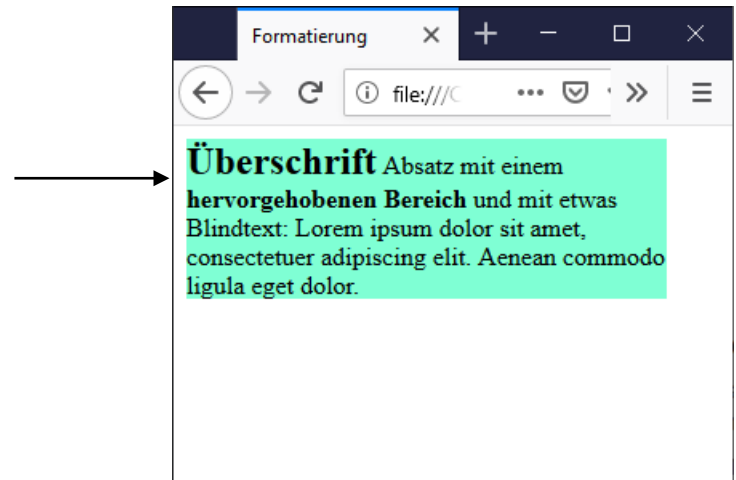 Formatierung
file:///C
Überschrift Absatz mit einem
hervorgehobenen Bereich und mit etwas
Blindtext: Lorem ipsum dolor sit amet,
consectetuer adipiscing elit. Aenean commodo
ligula eget dolor.